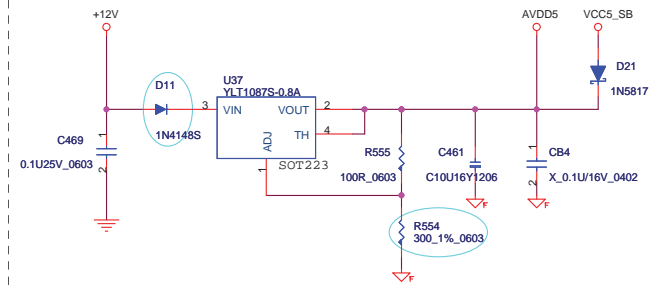 +12V
AVDD5
VCC5_SB
D11
U37
YLT1087S-0.8A
D21
1N5817
3
VIN
VOUT
2
1N4148S
TH
4
ADJ
SOT223
1
C469
1
2
0.1U25V_0603
R555
100R_0603
C461
C10U16Y1206
1
2
CB4
X_0.1U/16V_0402
R554
300_1%_0603
F
F
F